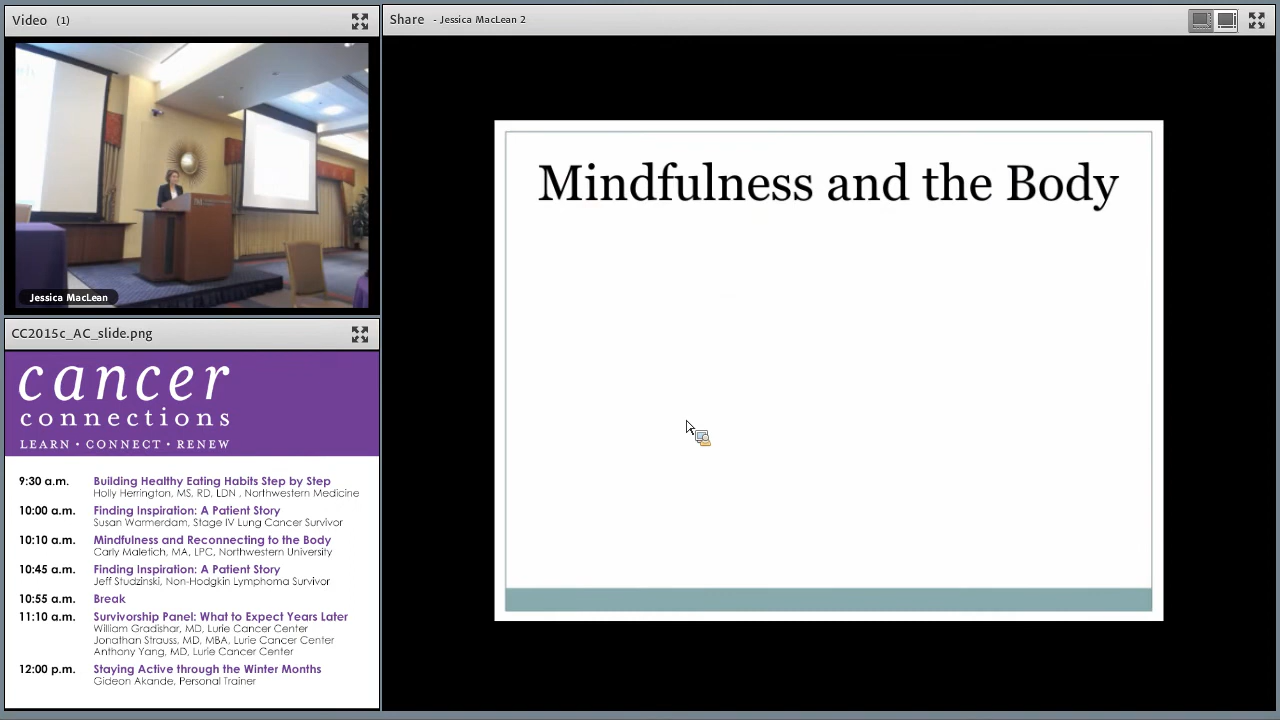 Video (1)
Jessica MacLean
CC2015c_AC_slide.png
cancer
connections
LEARN • CONNECT • RENEW
9:30 a.m. Building Healthy Eating Habits Step by Step
Holly Herrington, MS, RD, LDN , Northwestern Medicine
10:00 a.m. Finding Inspiration: A Patient Story
Susan Warmerdam, Stage IV Lung Cancer Survivor
10:10 a.m. Mindfulness and Reconnecting to the Body
Carly Maletich, MA, LPC, Northwestern University
10:45 a.m. Finding Inspiration: A Patient Story
Jeff Studzinski, Non-Hodgkin Lymphoma Survivor
10:55 a.m. Break
11:10 a.m. Survivorship Panel: What to Expect Years Later
William Gradishar, MD, Lurie Cancer Center
Jonathan Strauss, MD, MBA, Lurie Cancer Center
Anthony Yang, MD, Lurie Cancer Center
12:00 p.m. Staying Active through the Winter Months
Gideon Akande, Personal Trainer
Share - Jessica MacLean 2
Mindfulness and the Body